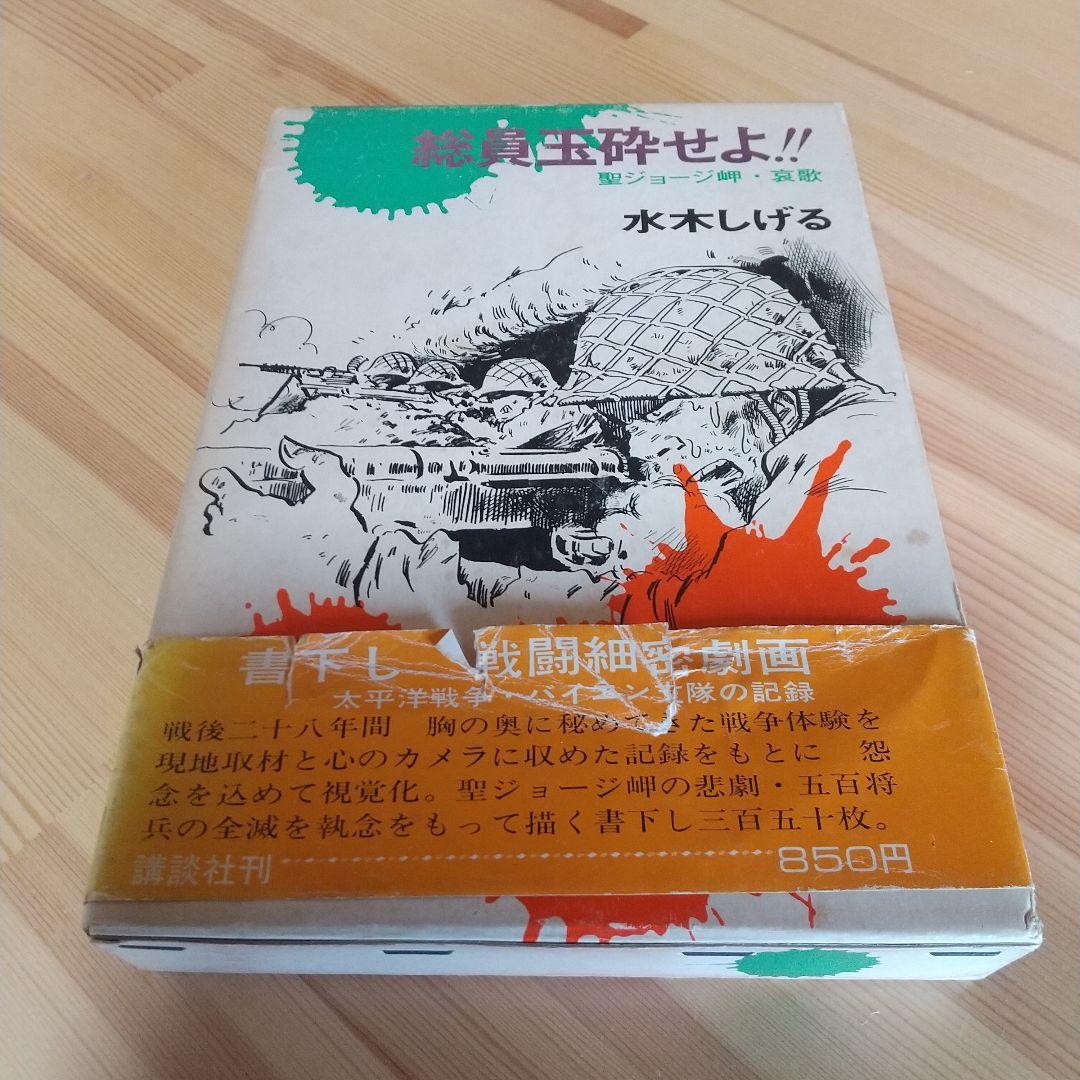 総員玉砕せよ!!
聖ジョージ岬・哀歌
水木しげる
書下し 戦闘細密劇画
太平洋戦争・バイエン支隊の記録
戦後二十八年間 胸の奥に秘めてきた戦争体験を
現地取材と心のカメラに収めた記録をもとに 怨
念を込めて視覚化。聖ジョージ岬の悲劇・五百将
兵の全滅を執念をもって描く書下し三百五十枚。
講談社刊 850円